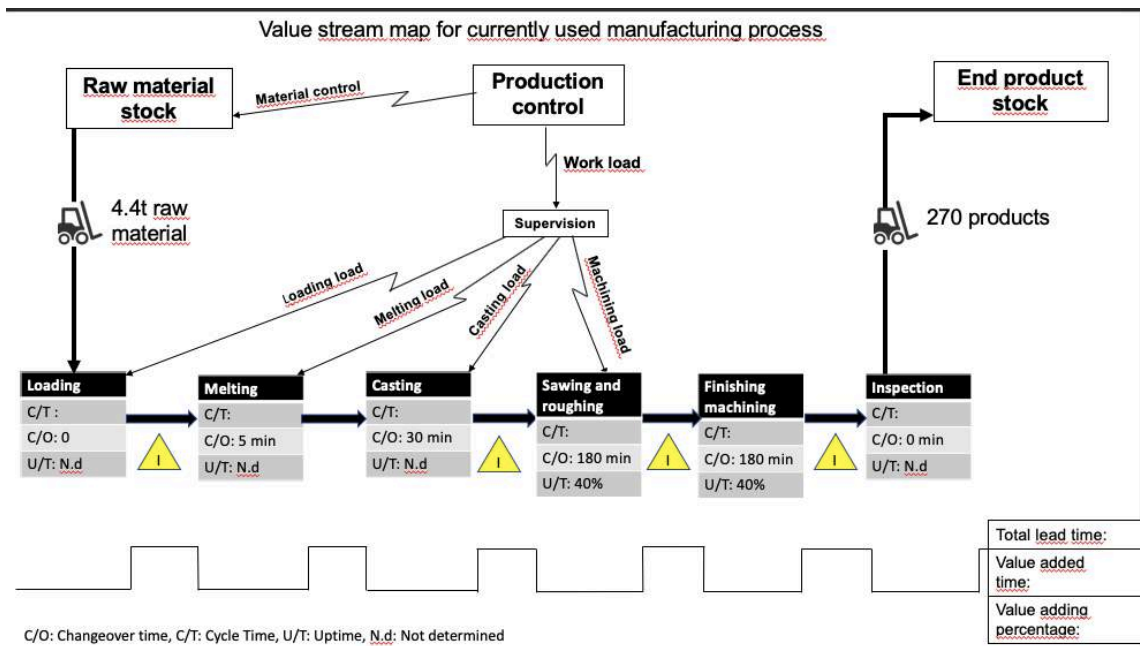 Value stream map for currently used manufacturing process
Raw material
stock
Material control
Production
control
End product
stock
Work load
4.4t raw
material
Supervision
270 products
Loading load
Melting load
Casting load
Machining load
Loading
C/T :
C/O: 0
U/T: N.d
I
Melting
C/T:
C/O: 5 min
U/T: N.d
Casting
C/T:
C/O: 30 min
U/T: N.d
I
Sawing and
roughing
C/T:
C/O: 180 min
U/T: 40%
I
Finishing
machining
C/T:
C/O: 180 min
U/T: 40%
I
Inspection
C/T:
C/O: 0 min
U/T: N.d
Total lead time:
Value added
time:
Value adding
percentage:
C/O: Changeover time, C/T: Cycle Time, U/T: Uptime, N.d: Not determined